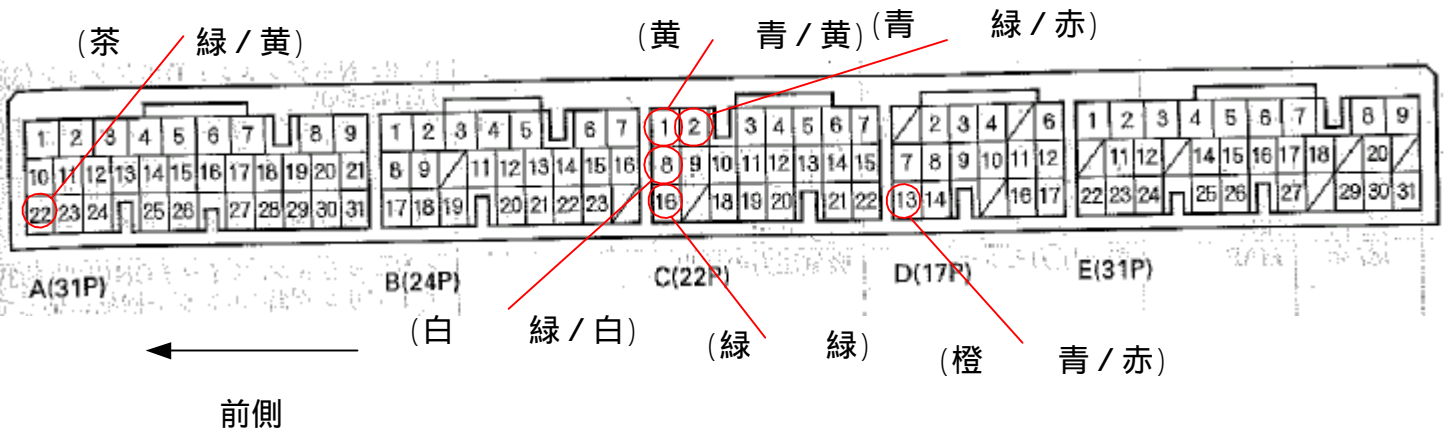 (茶 緑/黄)
(黄 青/黄)
(青 緑/赤)
1 2 3 4 5 6 7 8 9
10 11 12 13 14 15 16 17 18 19 20 21
22 23 24 25 26 27 28 29 30 31
A(31P)
1 2 3 4 5 6 7
8 9 11 12 13 14 15 16
17 18 19 20 21 22 23
B(24P)
1 2 3 4 5 6 7
8 9 10 11 12 13 14 15
16 18 19 20 21 22
C(22P)
2 3 4 6
7 8 9 10 11 12
13 14 16 17
D(17P)
1 2 3 4 5 6 7 8 9
11 12 14 15 16 17 18 20
22 23 24 25 26 27 29 30 31
E(31P)
(白 緑/白)
(緑 緑)
(橙 青/赤)
前側